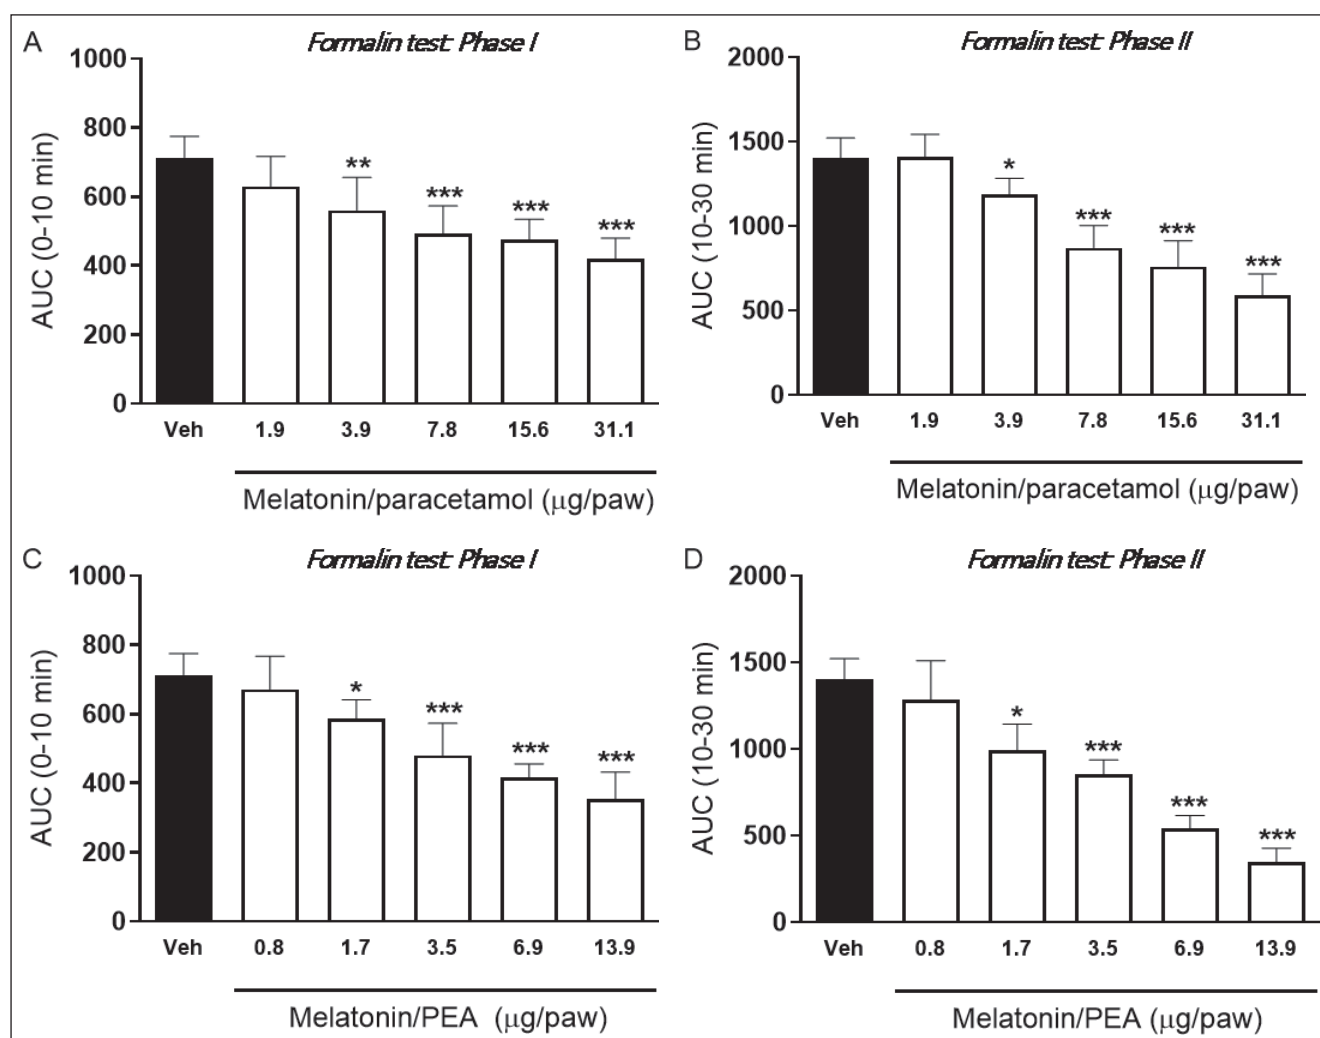 A
Formalin test: Phase I
1000
800
600
400
200
0
AUC (0-10 min)
**
***
***
***
Veh 1.9 3.9 7.8 15.6 31.1
Melatonin/paracetamol (μg/paw)
B
Formalin test: Phase II
2000
1500
1000
500
0
AUC (10-30 min)
*
***
***
***
Veh 1.9 3.9 7.8 15.6 31.1
Melatonin/paracetamol (μg/paw)
C
Formalin test: Phase I
1000
800
600
400
200
0
AUC (0-10 min)
*
***
***
***
Veh 0.8 1.7 3.5 6.9 13.9
Melatonin/PEA (μg/paw)
D
Formalin test: Phase II
2000
1500
1000
500
0
AUC (10-30 min)
*
***
***
***
Veh 0.8 1.7 3.5 6.9 13.9
Melatonin/PEA (μg/paw)